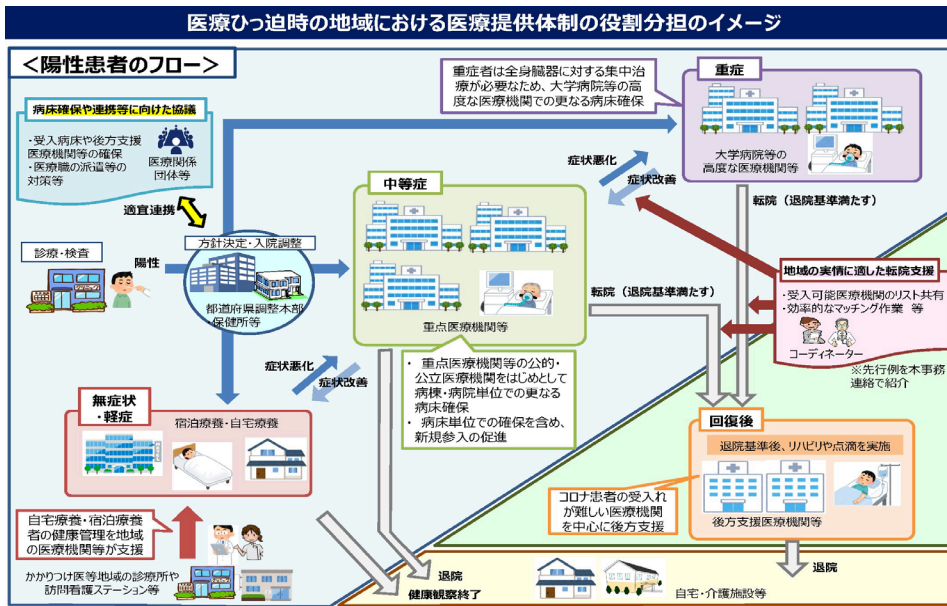 医療ひっ迫時の地域における医療提供体制の役割分担のイメージ
＜陽性患者のフロー＞
病床確保や連携等に向けた協議
・受入病床や後方支援
医療機関等の確保
・医療職の派遣等の
対策等
医療関係
団体等
適宜連携
診療・検査
陽性
方針決定・入院調整
都道府県調整本部
・保健所等
重症者は全身臓器に対する集中治
療が必要なため、大学病院等の高
度な医療機関での更なる病床確保
重症
大学病院等の
高度な医療機関等
症状悪化
症状改善
中等症
重点医療機関等
転院（退院基準満たす）
転院（退院基準満たす）
地域の実情に適した転院支援
・受入可能医療機関のリスト共有
・効率的なマッチング作業 等
コーディネーター
※先行例を本事務
連絡で紹介
症状悪化
症状改善
• 重点医療機関等の公的・
公立医療機関をはじめとして
病棟・病院単位での更なる
病床確保
• 病床単位での確保を含め、
新規参入の促進
無症状
・軽症
宿泊療養・自宅療養
回復後
退院基準後、リハビリや点滴を実施
後方支援医療機関等
コロナ患者の受入れ
が難しい医療機関
を中心に後方支援
自宅療養・宿泊療養
者の健康管理を地域
の医療機関等が支援
かかりつけ医等地域の診療所や
訪問看護ステーション等
退院
健康観察終了
退院
自宅・介護施設等